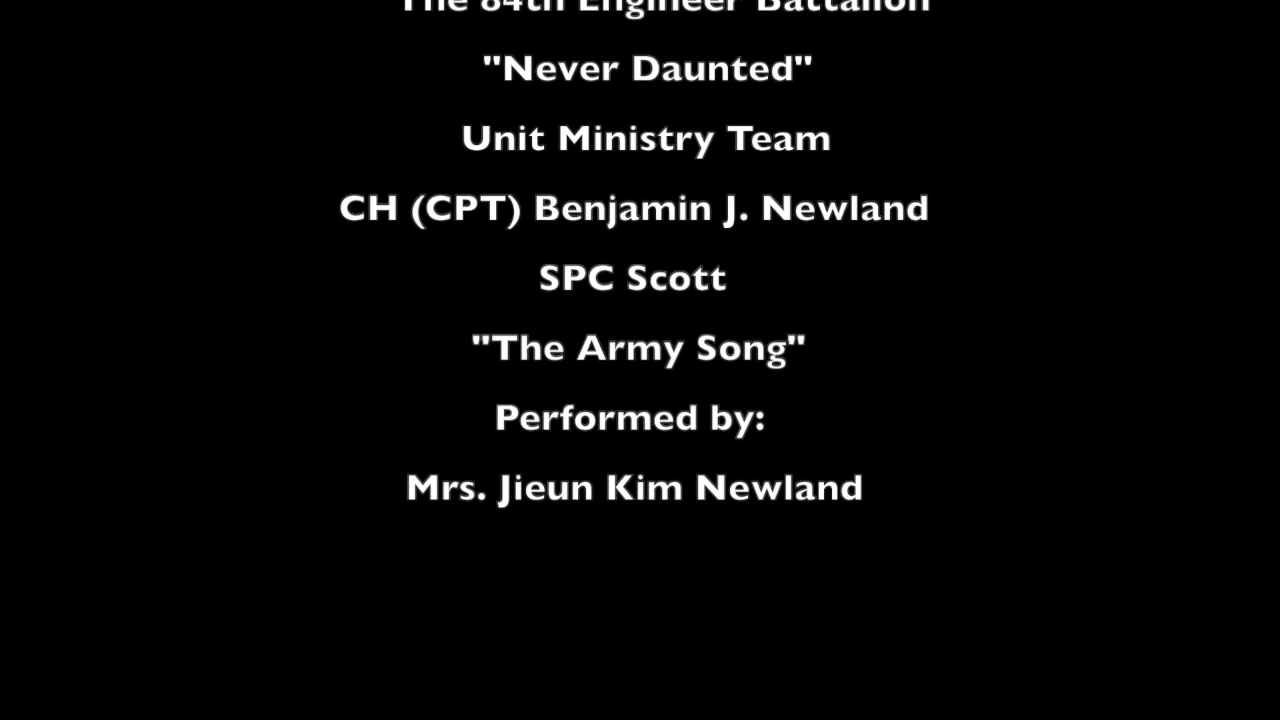 The 84th Engineer Battalion
"Never Daunted"
Unit Ministry Team
CH (CPT) Benjamin J. Newland
SPC Scott
"The Army Song"
Performed by:
Mrs. Jieun Kim Newland